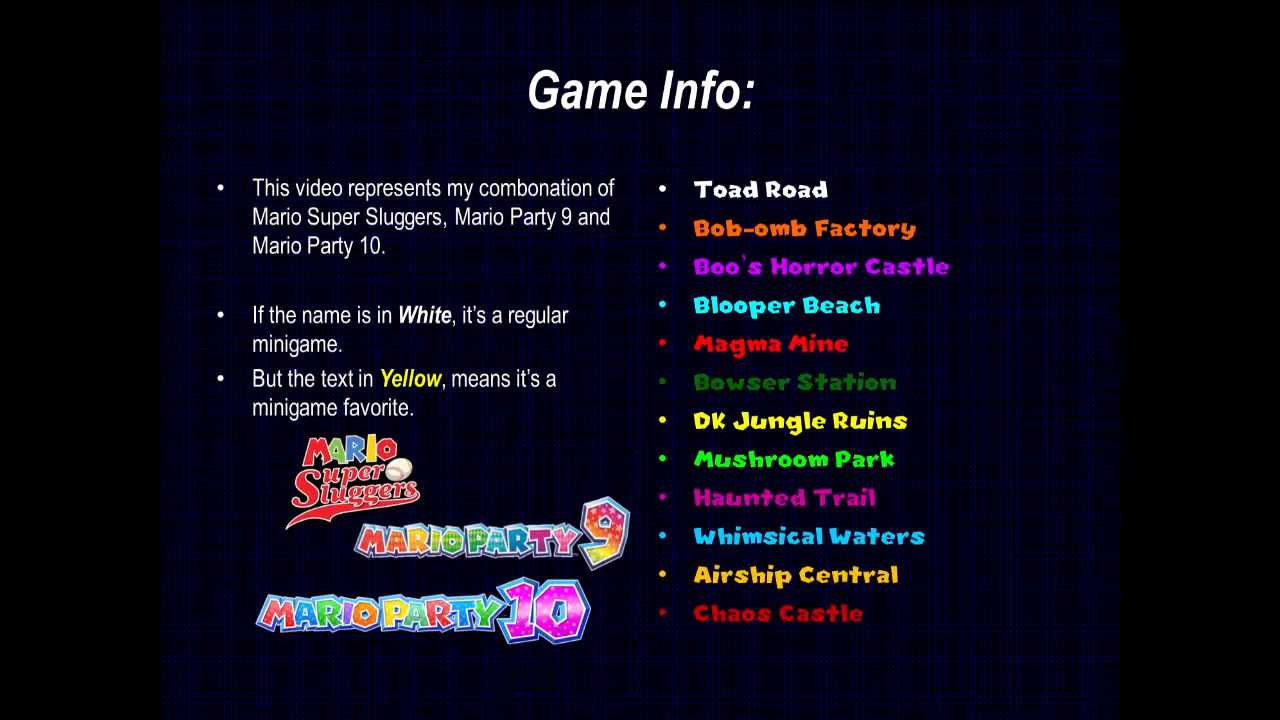 Game Info:
• This video represents my combonation of
Mario Super Sluggers, Mario Party 9 and
Mario Party 10.
• If the name is in White, it’s a regular
minigame.
• But the text in Yellow, means it’s a
minigame favorite.
MARIO
Super
Sluggers
MARIO PARTY 9
MARIO PARTY 10
• Toad Road
• Bob-omb Factory
• Boo’s Horror Castle
• Blooper Beach
• Magma Mine
• Bowser Station
• DK Jungle Ruins
• Mushroom Park
• Haunted Trail
• Whimsical Waters
• Airship Central
• Chaos Castle